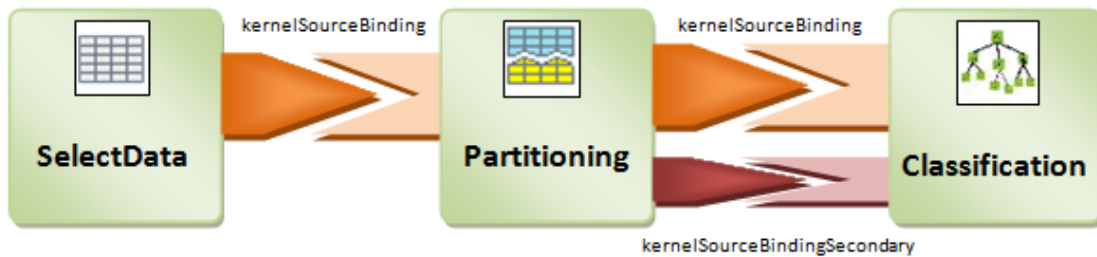 kernelSourceBinding
kernelSourceBinding
SelectData
Partitioning
Classification
kernelSourceBindingSecondary